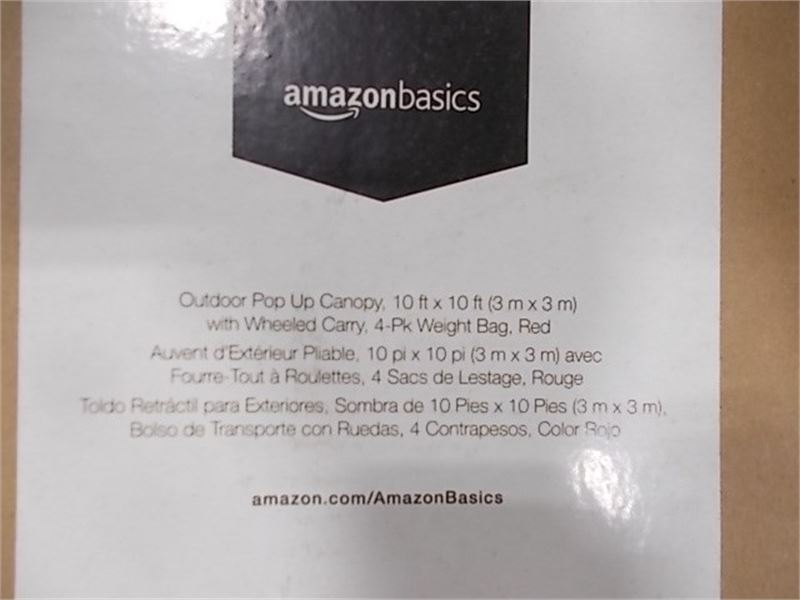 amazonbasics
Outdoor Pop Up Canopy, 10 ft x 10 ft (3 m x 3 m)
with Wheeled Carry, 4-Pk Weight Bag, Red
Auvent d'Extérieur Pliable, 10 pi x 10 pi (3 m x 3 m) avec
Fourre-Tout à Roulettes, 4 Sacs de Lestage, Rouge
Toldo Retráctil para Exteriores, Sombra de 10 Pies x 10 Pies (3 m x 3 m),
Bolso de Transporte con Ruedas, 4 Contrapesos, Color Rojo
amazon.com/AmazonBasics